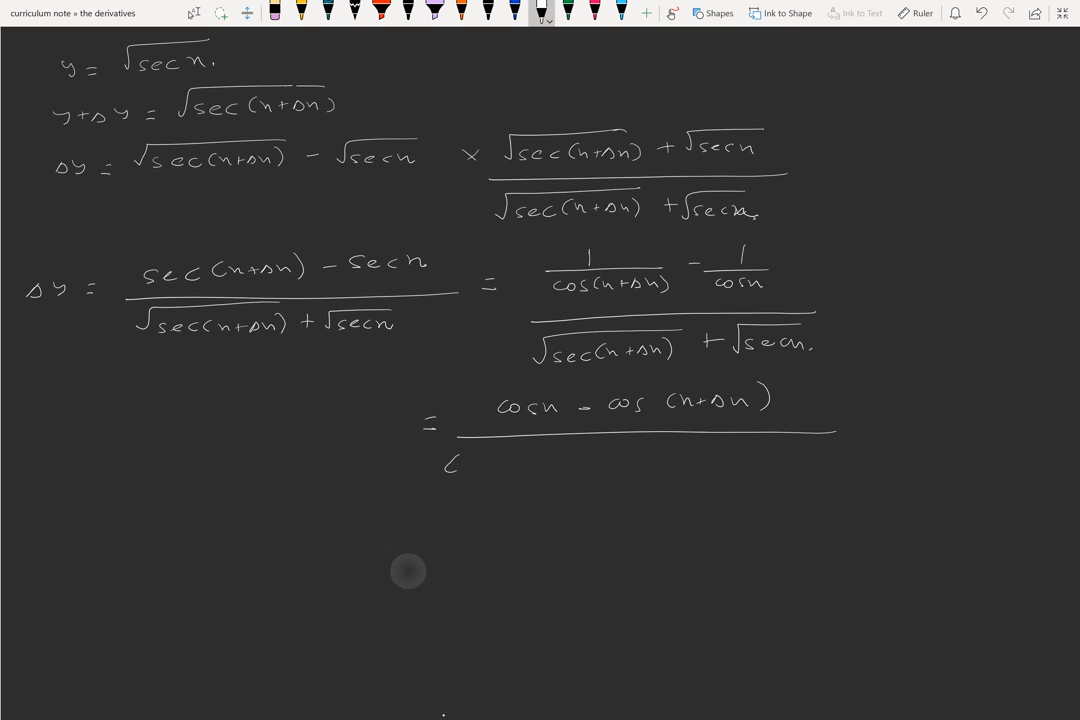 curriculum note » the derivatives
Shapes Ink to Shape Ink to Text Ruler
y = √sec x.
y + Δy = √sec(x+Δx)
Δy = √sec(x+Δx) - √sec x × (√sec(x+Δx) + √sec x) / (√sec(x+Δx) + √sec x)
Δy = (sec(x+Δx) - sec x) / (√sec(x+Δx) + √sec x) = (1/cos(x+Δx) - 1/cos x) / (√sec(x+Δx) + √sec x.)
= cos x - cos (x+Δx) /
(